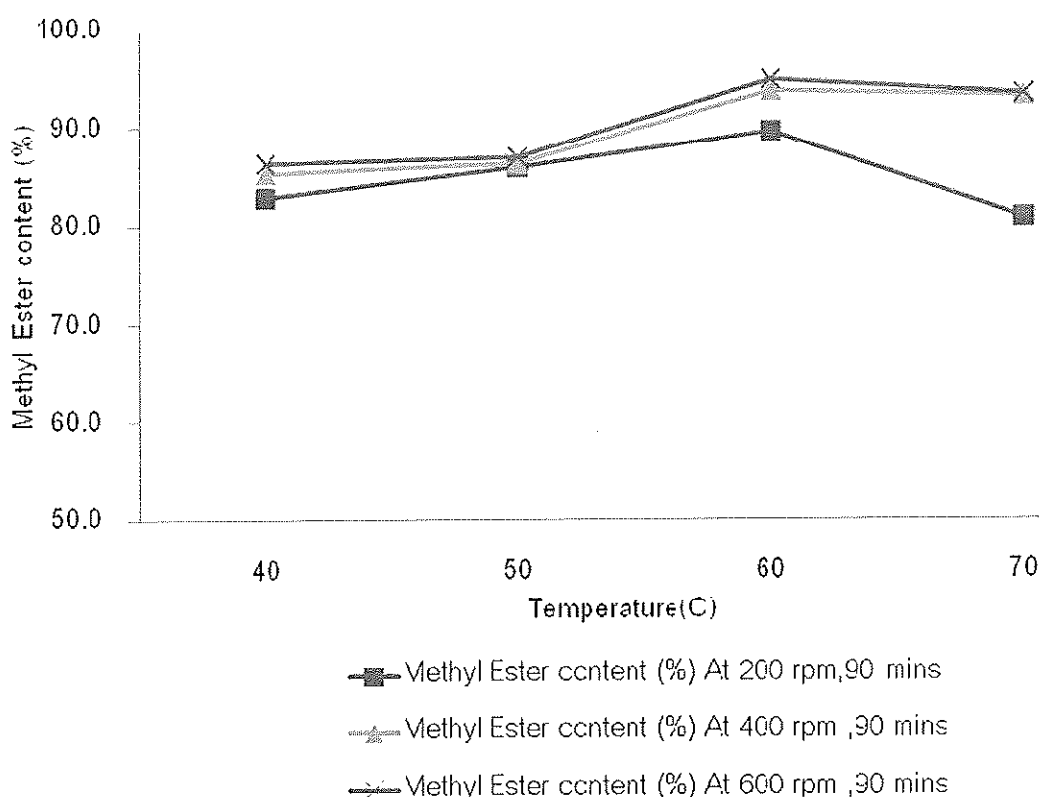 100.0
90.0
80.0
70.0
60.0
50.0
Methyl Ester content (%)
40 50 60 70
Temperature(C)
Methyl Ester content (%) At 200 rpm,90 mins
Methyl Ester content (%) At 400 rpm ,90 mins
Methyl Ester content (%) At 600 rpm ,90 mins